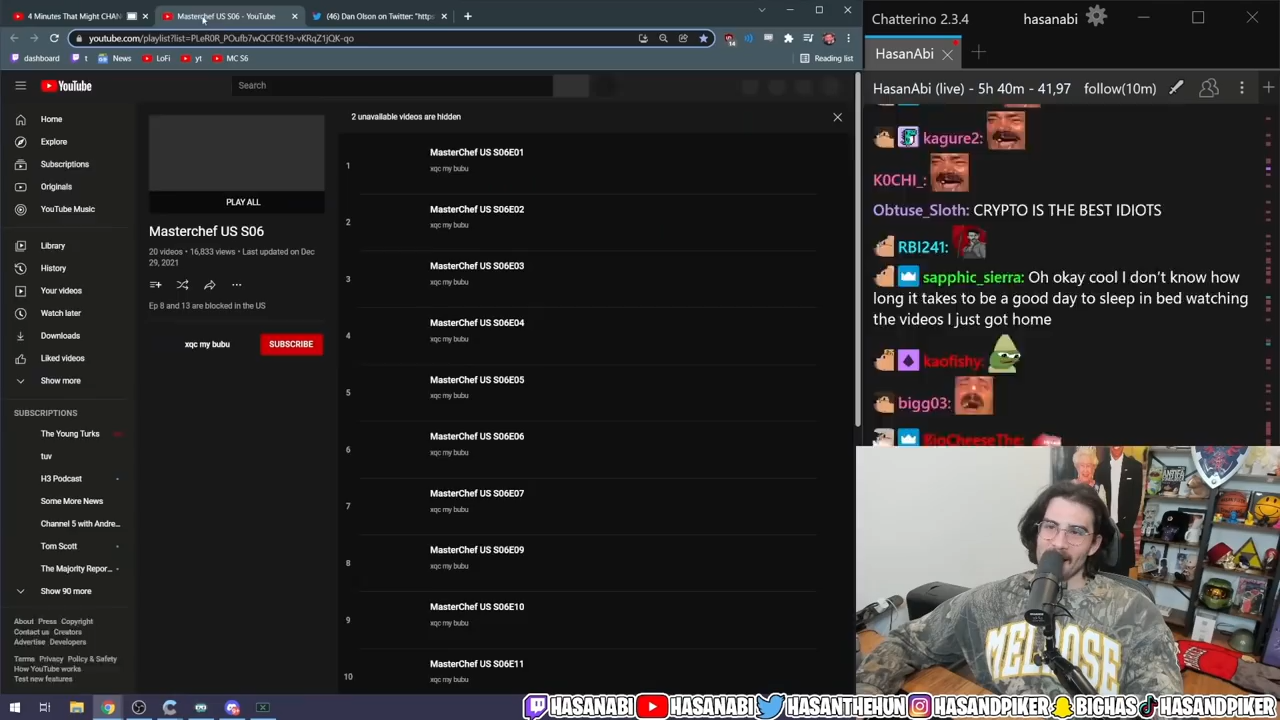 4 Minutes That Might CHAN
Masterchef US S06 - YouTube
(46) Dan Olson on Twitter: "http
youtube.com/playlist?list=PLeR0R_POufb7wQCF0E19-vKRqZ1jQK-qo
dashboard
t
News
LoFi
yt
MC S6
Reading list
YouTube
Search
Home
Explore
Subscriptions
Originals
YouTube Music
Library
History
Your videos
Watch later
Downloads
Liked videos
Show more
SUBSCRIPTIONS
The Young Turks
tuv
H3 Podcast
Some More News
Channel 5 with Andre...
Tom Scott
The Majority Repor...
Show 90 more
About Press Copyright
Contact us Creators
Advertise Developers
Terms Privacy Policy & Safety
How YouTube works
Test new features
PLAY ALL
Masterchef US S06
20 videos • 16,833 views • Last updated on Dec
29, 2021
Ep 8 and 13 are blocked in the US
xqc my bubu
SUBSCRIBE
2 unavailable videos are hidden
1
MasterChef US S06E01
xqc my bubu
2
MasterChef US S06E02
xqc my bubu
3
MasterChef US S06E03
xqc my bubu
4
MasterChef US S06E04
xqc my bubu
5
MasterChef US S06E05
xqc my bubu
6
MasterChef US S06E06
xqc my bubu
7
MasterChef US S06E07
xqc my bubu
8
MasterChef US S06E09
xqc my bubu
9
MasterChef US S06E10
xqc my bubu
10
MasterChef US S06E11
Chatterino 2.3.4
hasanabi
HasanAbi
HasanAbi (live) - 5h 40m - 41,97
follow(10m)
kagure2:
K0CHI_:
Obtuse_Sloth: CRYPTO IS THE BEST IDIOTS
RBI241:
sapphic_sierra: Oh okay cool I don't know how
long it takes to be a good day to sleep in bed watching
the videos I just got home
kaofishy:
bigg03:
MELROSE
HASANABI
HASANABI
HASANTHEHUN
HASANDPIKER
BIGHAS
HASANDPIKER